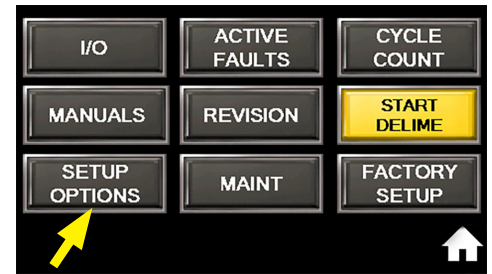 I/O
ACTIVE
FAULTS
CYCLE
COUNT
MANUALS
REVISION
START
DELIME
SETUP
OPTIONS
MAINT
FACTORY
SETUP